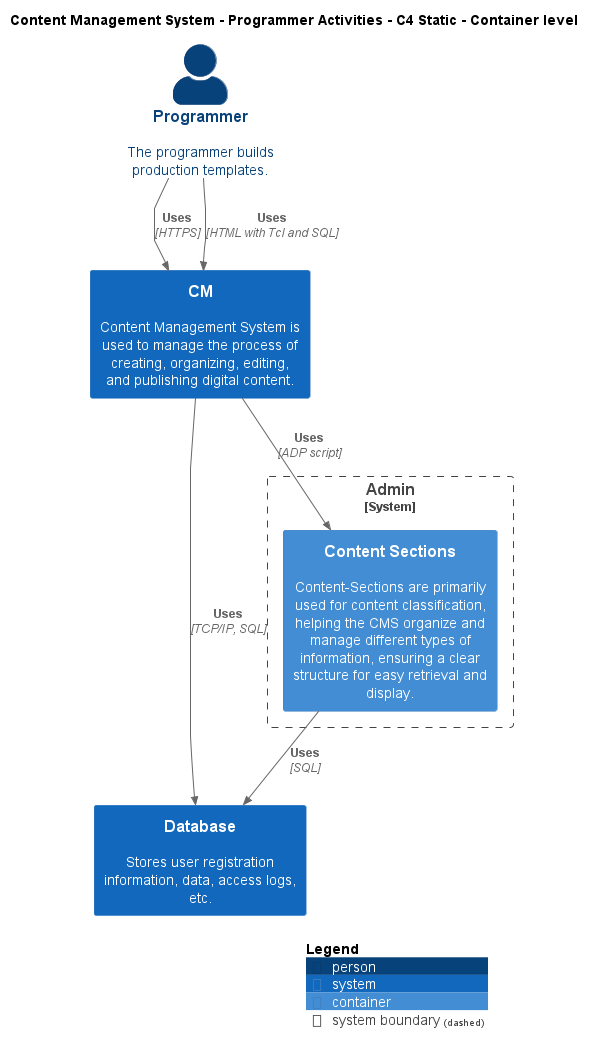 Content Management System - Programmer Activities - C4 Static - Container level
Programmer
The programmer builds
production templates.
Uses
[HTTPS]
Uses
[HTML with Tcl and SQL]
CM
Content Management System is
used to manage the process of
creating, organizing, editing,
and publishing digital content.
Uses
[ADP script]
Admin
[System]
Content Sections
Content-Sections are primarily
used for content classification,
helping the CMS organize and
manage different types of
information, ensuring a clear
structure for easy retrieval and
display.
Uses
[TCP/IP, SQL]
Uses
[SQL]
Database
Stores user registration
information, data, access logs,
etc.
Legend
person
system
container
system boundary (dashed)